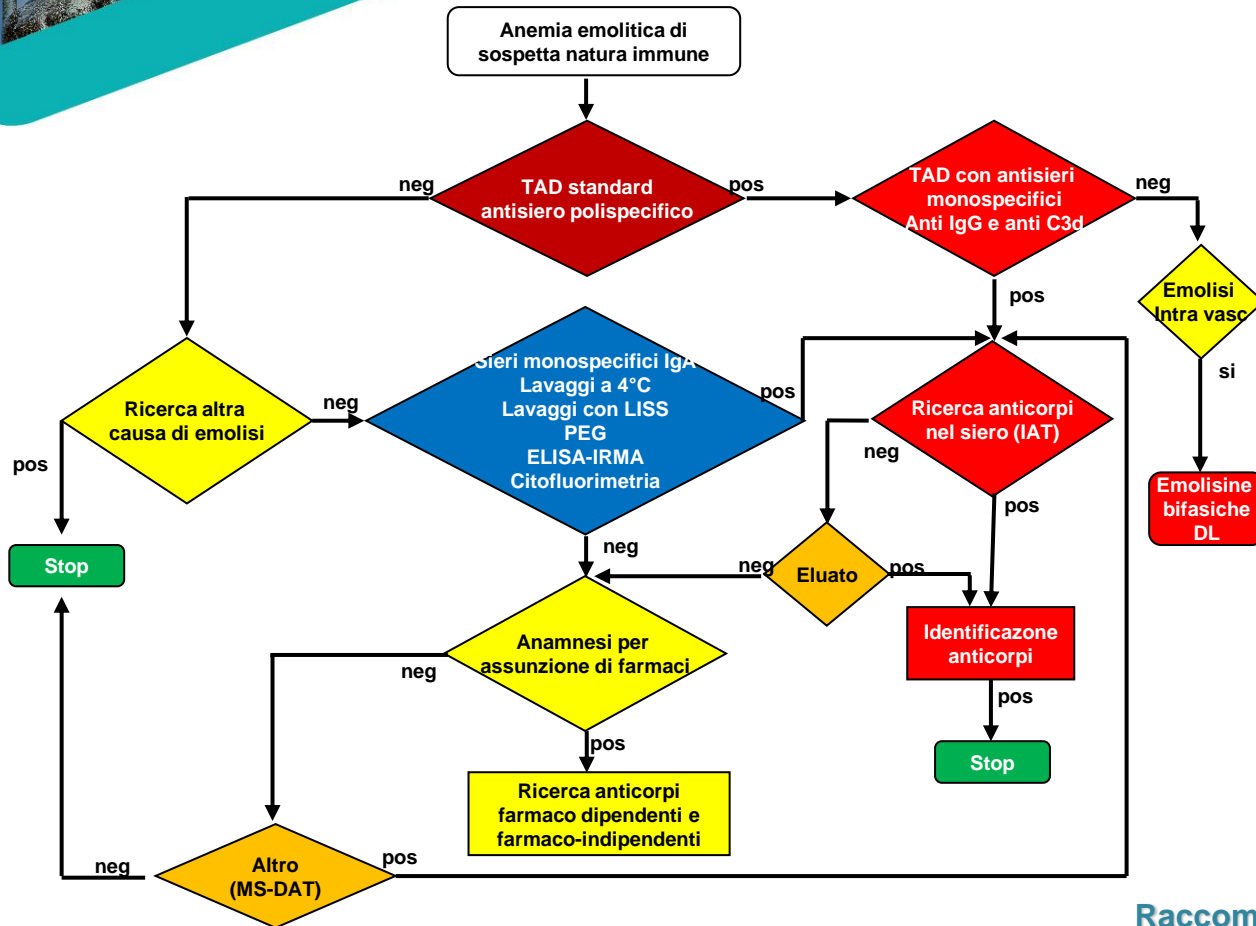 Anemia emolitica di
sospetta natura immune
neg
TAD standard
antisiero polispecifico
pos
TAD con antisieri
monospecifici
Anti IgG e anti C3d
neg
pos
Emolisi
Intra vasc
si
Emolisine
bifasiche
DL
Ricerca altra
causa di emolisi
neg
pos
Stop
Sieri monospecifici IgA
Lavaggi a 4°C
Lavaggi con LISS
PEG
ELISA-IRMA
Citofluorimetria
pos
neg
Ricerca anticorpi
nel siero (IAT)
neg
pos
neg
Eluato
pos
Identificazone
anticorpi
pos
Stop
Anamnesi per
assunzione di farmaci
neg
pos
Ricerca anticorpi
farmaco dipendenti e
farmaco-indipendenti
neg
Altro
(MS-DAT)
pos
Raccom